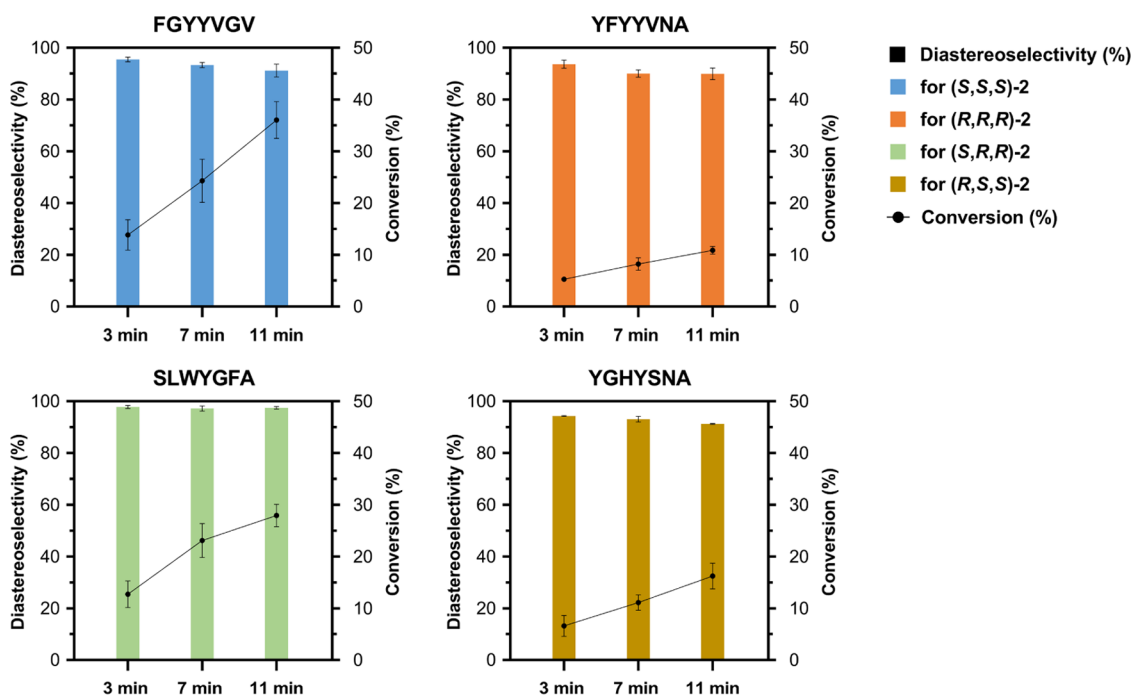 FGYYVGV
Diastereoselectivity (%)
100
80
60
40
20
0
50
40
30
20
10
0
Conversion (%)
3 min 7 min 11 min
YFYYVNA
Diastereoselectivity (%)
100
80
60
40
20
0
50
40
30
20
10
0
Conversion (%)
3 min 7 min 11 min
Diastereoselectivity (%)
for (S,S,S)-2
for (R,R,R)-2
for (S,R,R)-2
for (R,S,S)-2
Conversion (%)
SLWYGFA
Diastereoselectivity (%)
100
80
60
40
20
0
50
40
30
20
10
0
Conversion (%)
3 min 7 min 11 min
YGHYSNA
Diastereoselectivity (%)
100
80
60
40
20
0
50
40
30
20
10
0
Conversion (%)
3 min 7 min 11 min